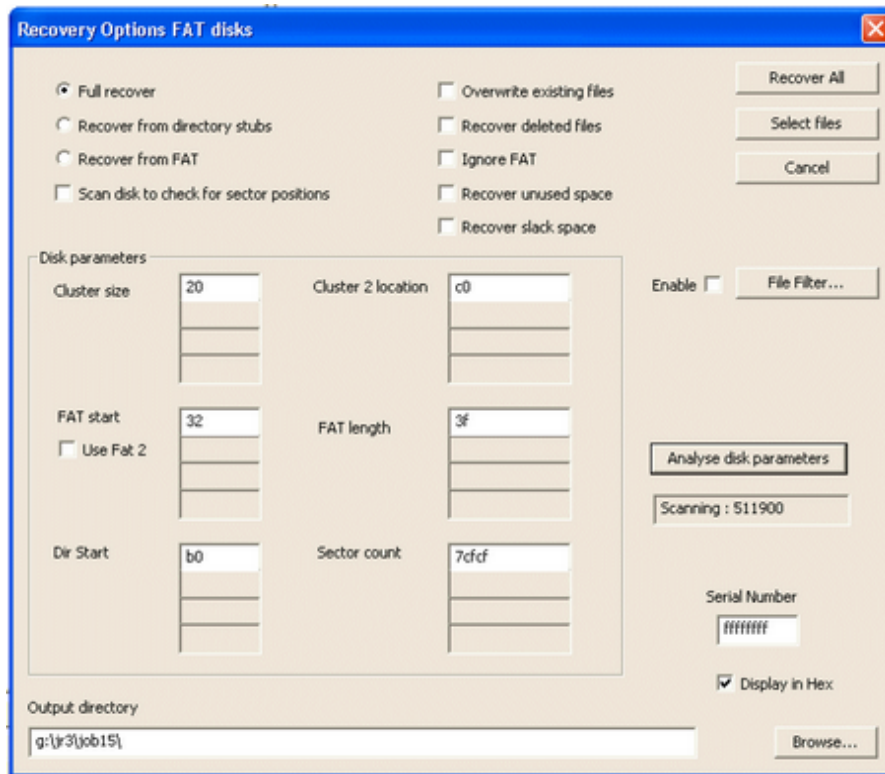 Recovery Options FAT disks
Full recover
Overwrite existing files
Recover All
Recover from directory stubs
Recover deleted files
Select files
Recover from FAT
Ignore FAT
Cancel
Scan disk to check for sector positions
Recover unused space
Recover slack space
Disk parameters
Cluster size
20
Cluster 2 location
c0
Enable
File Filter...
FAT start
32
FAT length
3f
Use Fat 2
Analyse disk parameters
Scanning : 511900
Dir Start
b0
Sector count
7cfcf
Serial Number
ffffffff
Display in Hex
Output directory
g:\jr3\job15\
Browse...